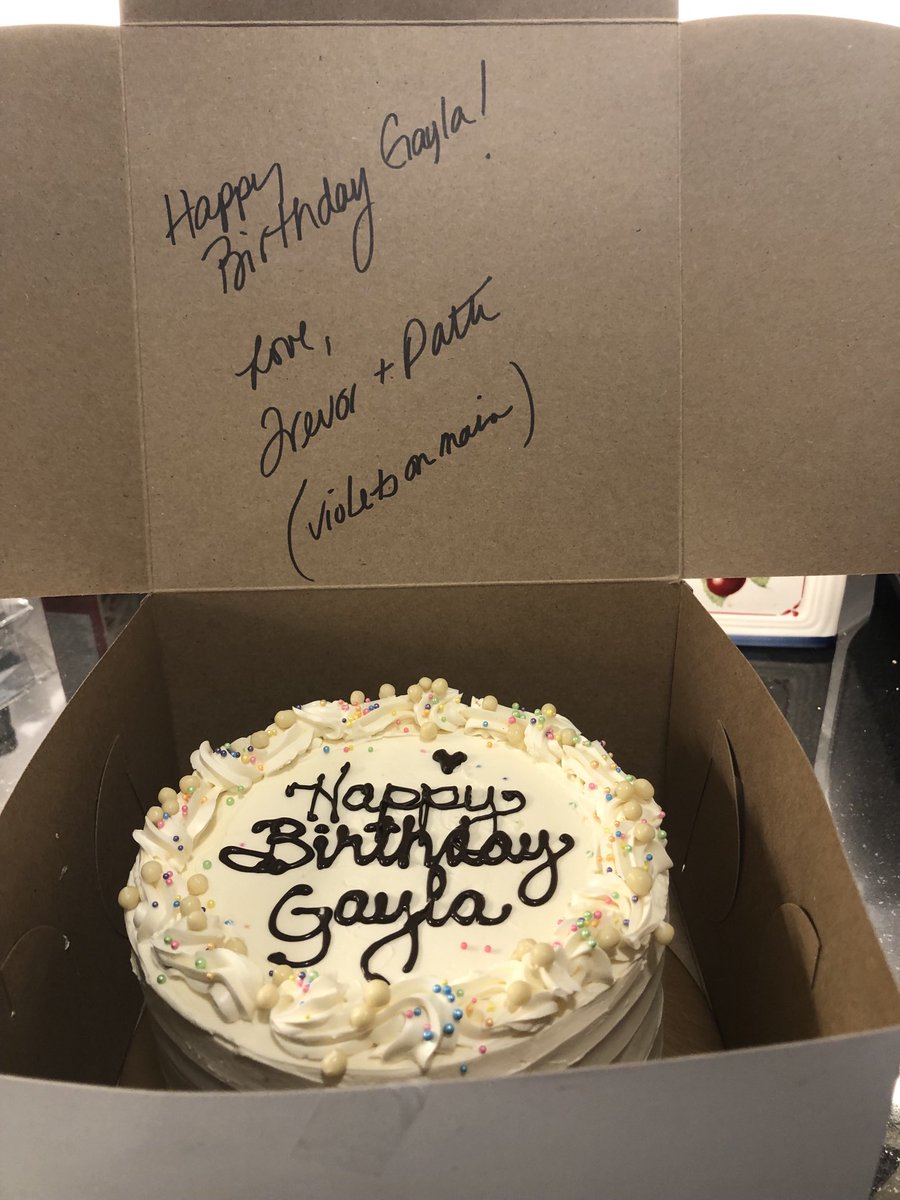 Happy
Birthday Gayla!
Love,
Trevor + Patti
(violets on main)
Happy
Birthday
Gayla